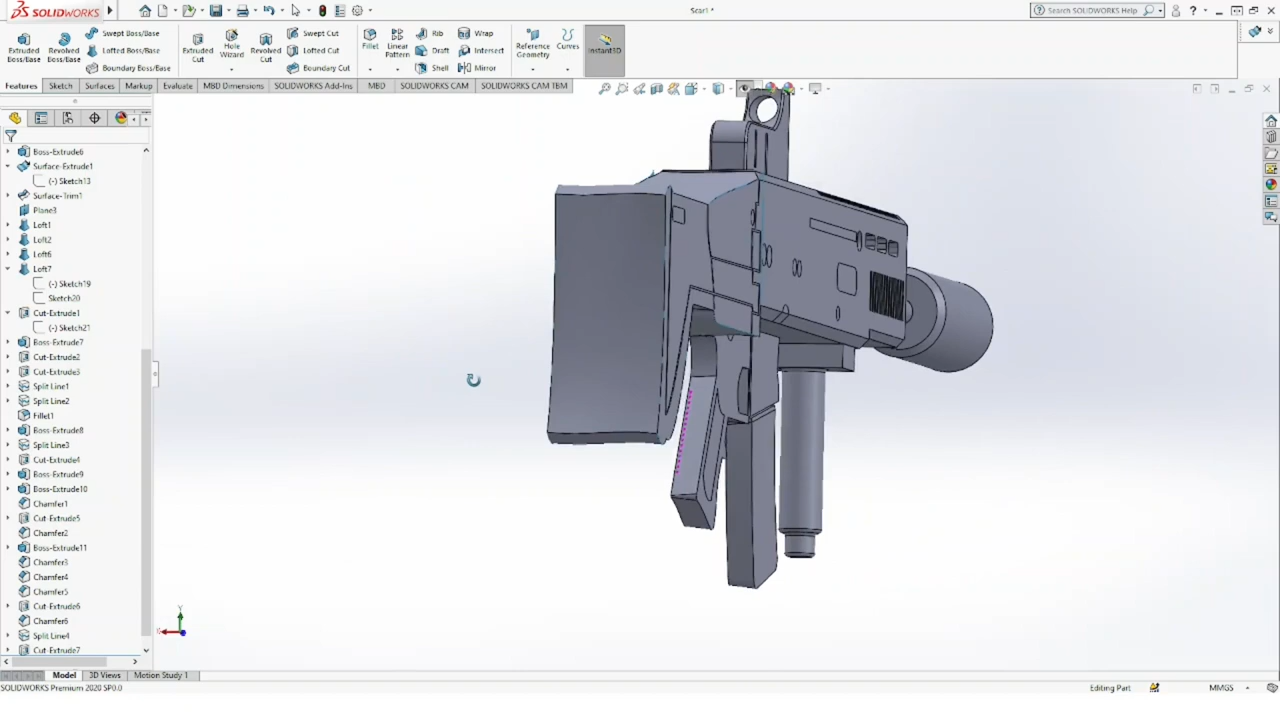 SOLIDWORKS
Scar1 *
Search SOLIDWORKS Help
Extruded Boss/Base
Revolved Boss/Base
Swept Boss/Base
Lofted Boss/Base
Boundary Boss/Base
Extruded Cut
Hole Wizard
Revolved Cut
Swept Cut
Lofted Cut
Boundary Cut
Fillet
Linear Pattern
Rib
Draft
Shell
Wrap
Intersect
Mirror
Reference Geometry
Curves
Instant3D
Features
Sketch
Surfaces
Markup
Evaluate
MBD Dimensions
SOLIDWORKS Add-Ins
MBD
SOLIDWORKS CAM
SOLIDWORKS CAM TBM
Boss-Extrude6
Surface-Extrude1
(-) Sketch13
Surface-Trim1
Plane3
Loft1
Loft2
Loft6
Loft7
(-) Sketch19
Sketch20
Cut-Extrude1
(-) Sketch21
Boss-Extrude7
Cut-Extrude2
Cut-Extrude3
Split Line1
Split Line2
Fillet1
Boss-Extrude8
Split Line3
Cut-Extrude4
Boss-Extrude9
Boss-Extrude10
Chamfer1
Cut-Extrude5
Chamfer2
Boss-Extrude11
Chamfer3
Chamfer4
Chamfer5
Cut-Extrude6
Chamfer6
Split Line4
Cut-Extrude7
Y
X
Model
3D Views
Motion Study 1
SOLIDWORKS Premium 2020 SP0.0
Editing Part
MMGS